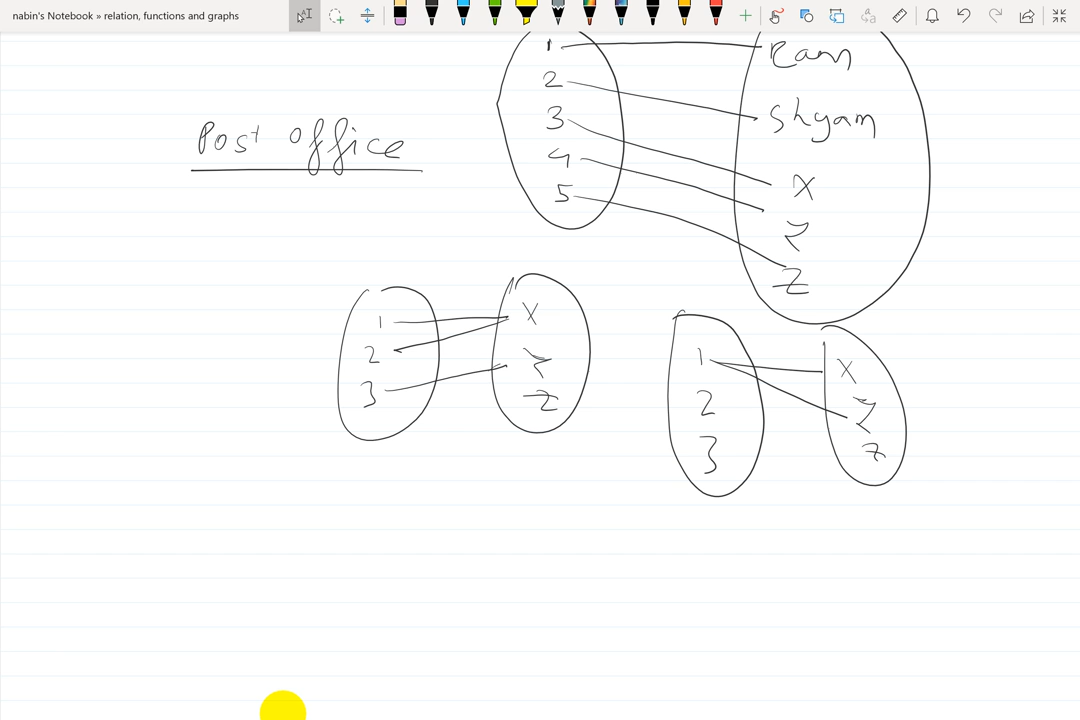 nabin's Notebook » relation, functions and graphs
1 Ram
2 Shyam
3 X
4 Y
5 Z
Post office
1 X
2 Y
3 Z
1 X
2 Y
3 Z